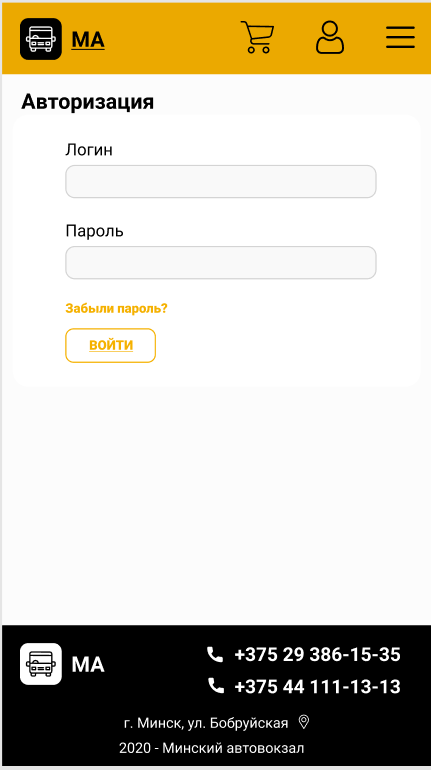 МА
Авторизация
Логин
Пароль
Забыли пароль?
ВОЙТИ
МА
+375 29 386-15-35
+375 44 111-13-13
г. Минск, ул. Бобруйская
2020 - Минский автовокзал